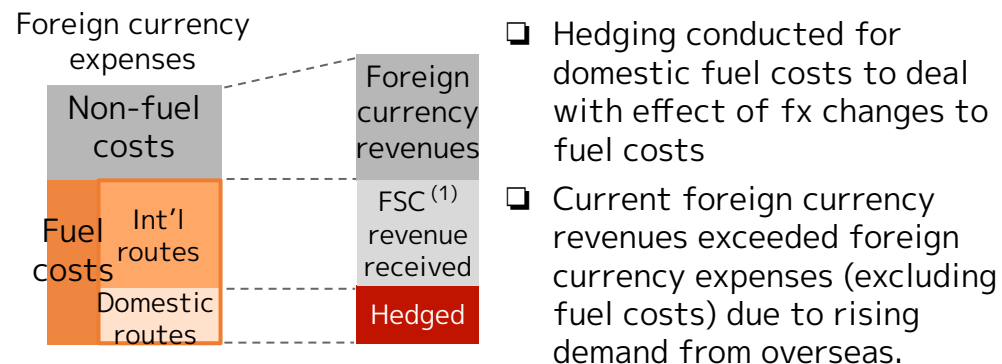 Foreign currency
expenses
Non-fuel
costs
Fuel
costs
Int'l
routes
Domestic
routes
Foreign
currency
revenues
FSC (1)
revenue
received
Hedged
❏ Hedging conducted for
domestic fuel costs to deal
with effect of fx changes to
fuel costs
❏ Current foreign currency
revenues exceeded foreign
currency expenses (excluding
fuel costs) due to rising
demand from overseas.